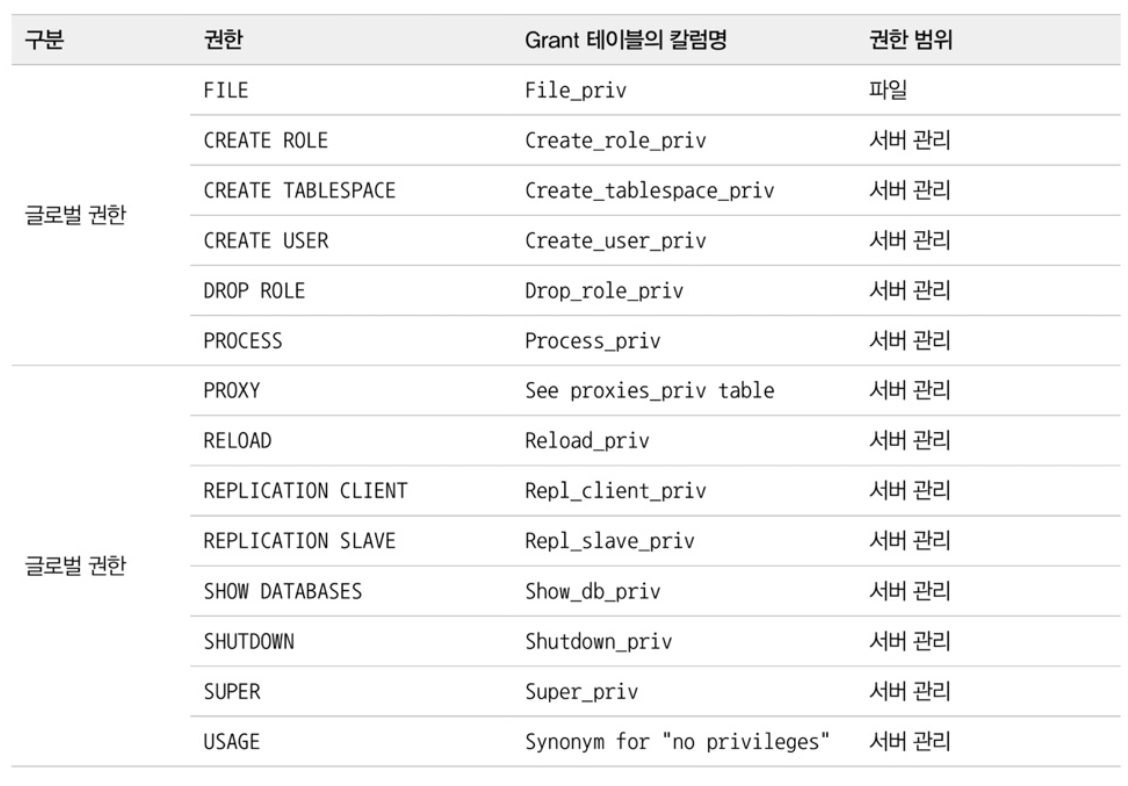 구분 권한 Grant 테이블의 칼럼명 권한 범위
FILE File_priv 파일
CREATE ROLE Create_role_priv 서버 관리
CREATE TABLESPACE Create_tablespace_priv 서버 관리
글로벌 권한
CREATE USER Create_user_priv 서버 관리
DROP ROLE Drop_role_priv 서버 관리
PROCESS Process_priv 서버 관리
PROXY See proxies_priv table 서버 관리
RELOAD Reload_priv 서버 관리
REPLICATION CLIENT Repl_client_priv 서버 관리
REPLICATION SLAVE Repl_slave_priv 서버 관리
글로벌 권한
SHOW DATABASES Show_db_priv 서버 관리
SHUTDOWN Shutdown_priv 서버 관리
SUPER Super_priv 서버 관리
USAGE Synonym for "no privileges" 서버 관리